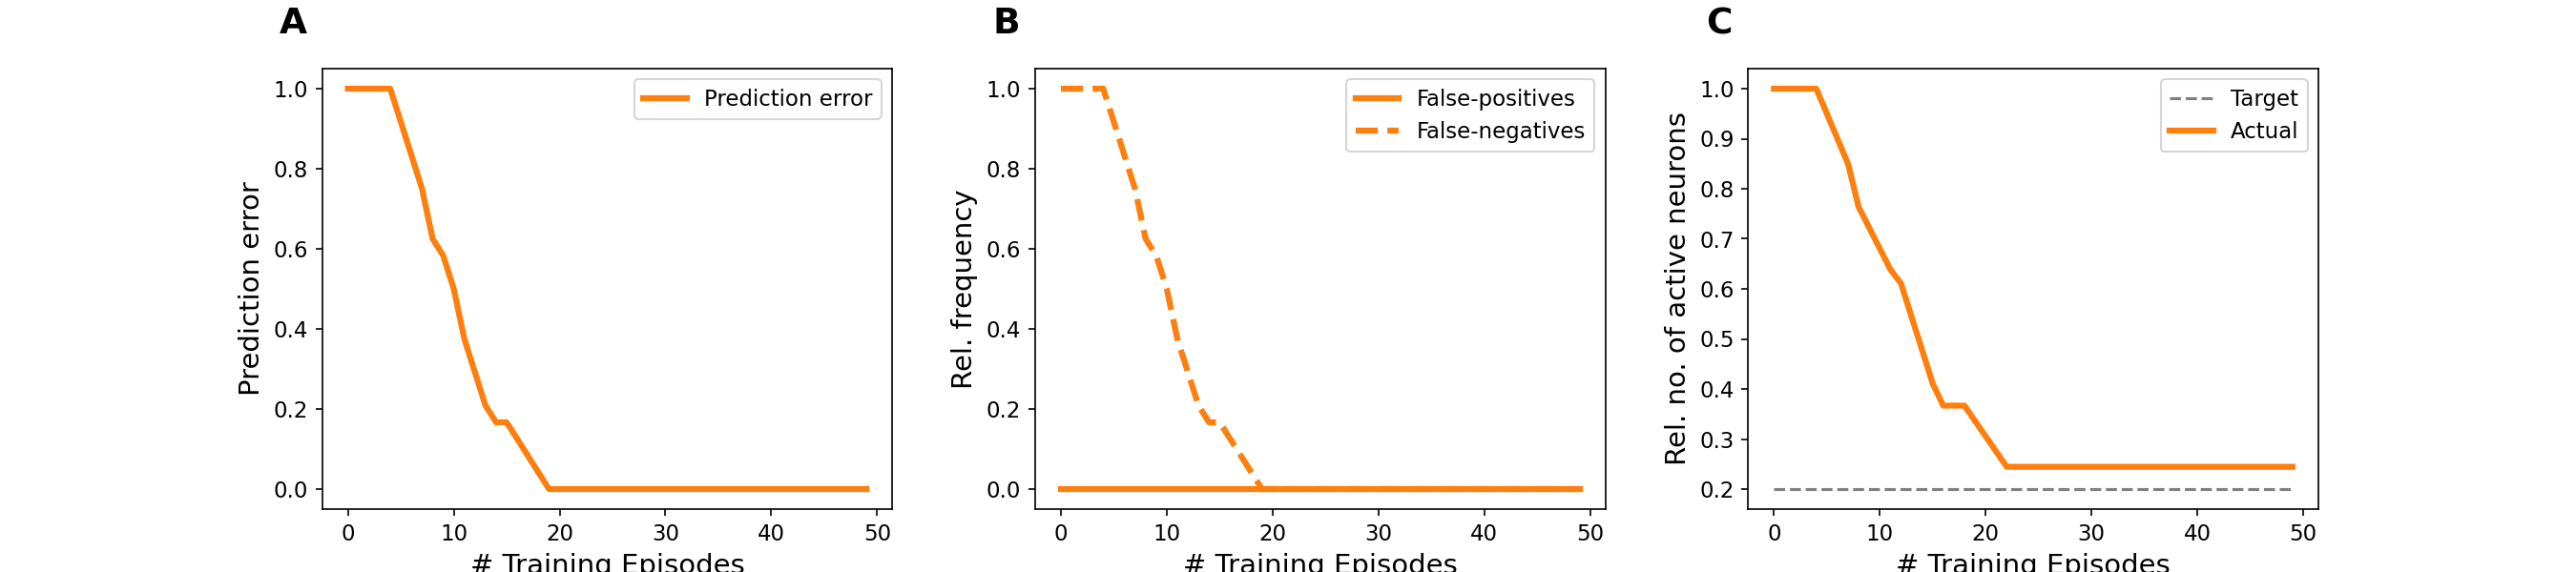 A
Prediction error
1.0
0.8
0.6
0.4
0.2
0.0
Prediction error
0 10 20 30 40 50
# Training Episodes
B
False-positives
False-negatives
1.0
0.8
0.6
0.4
0.2
0.0
Rel. frequency
0 10 20 30 40 50
# Training Episodes
C
Target
Actual
1.0
0.9
0.8
0.7
0.6
0.5
0.4
0.3
0.2
Rel. no. of active neurons
0 10 20 30 40 50
# Training Episodes